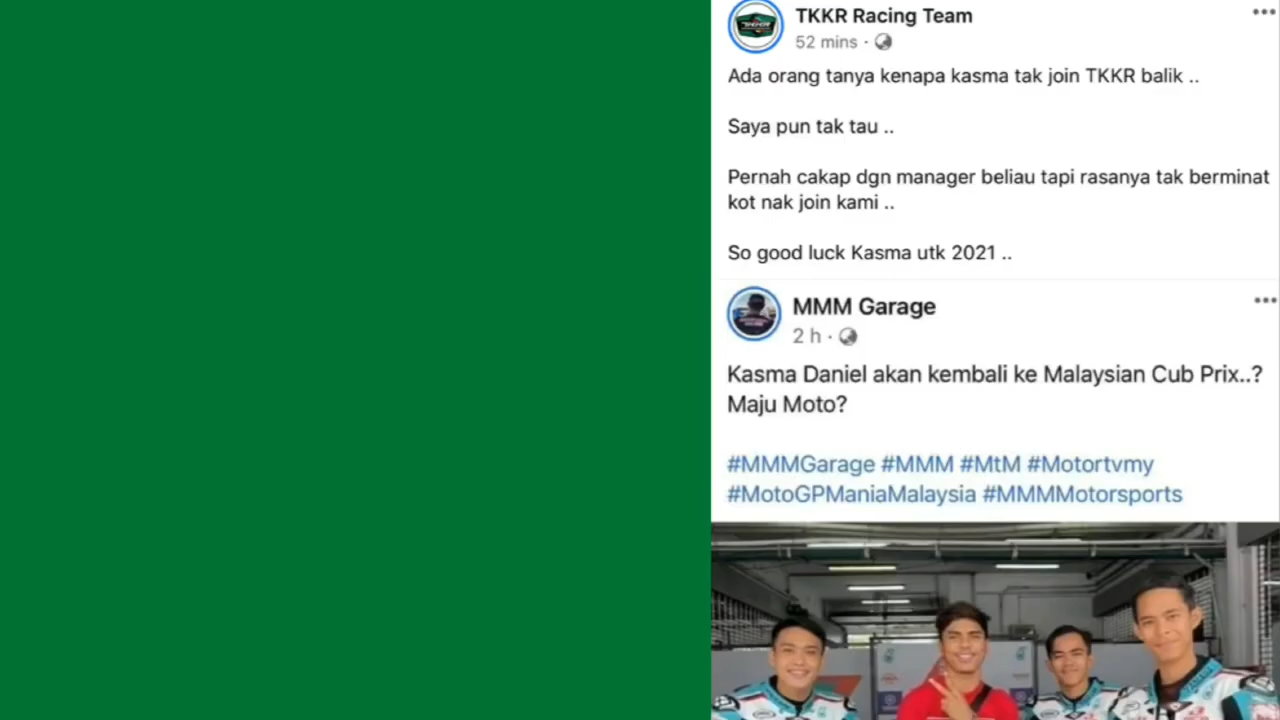 TKKR Racing Team
52 mins ·
Ada orang tanya kenapa kasma tak join TKKR balik ..
Saya pun tak tau ..
Pernah cakap dgn manager beliau tapi rasanya tak berminat
kot nak join kami ..
So good luck Kasma utk 2021 ..
MMM Garage
2 h ·
Kasma Daniel akan kembali ke Malaysian Cub Prix..?
Maju Moto?
#MMMGarage #MMM #MtM #Motortvmy
#MotoGPManiaMalaysia #MMMMotorsports